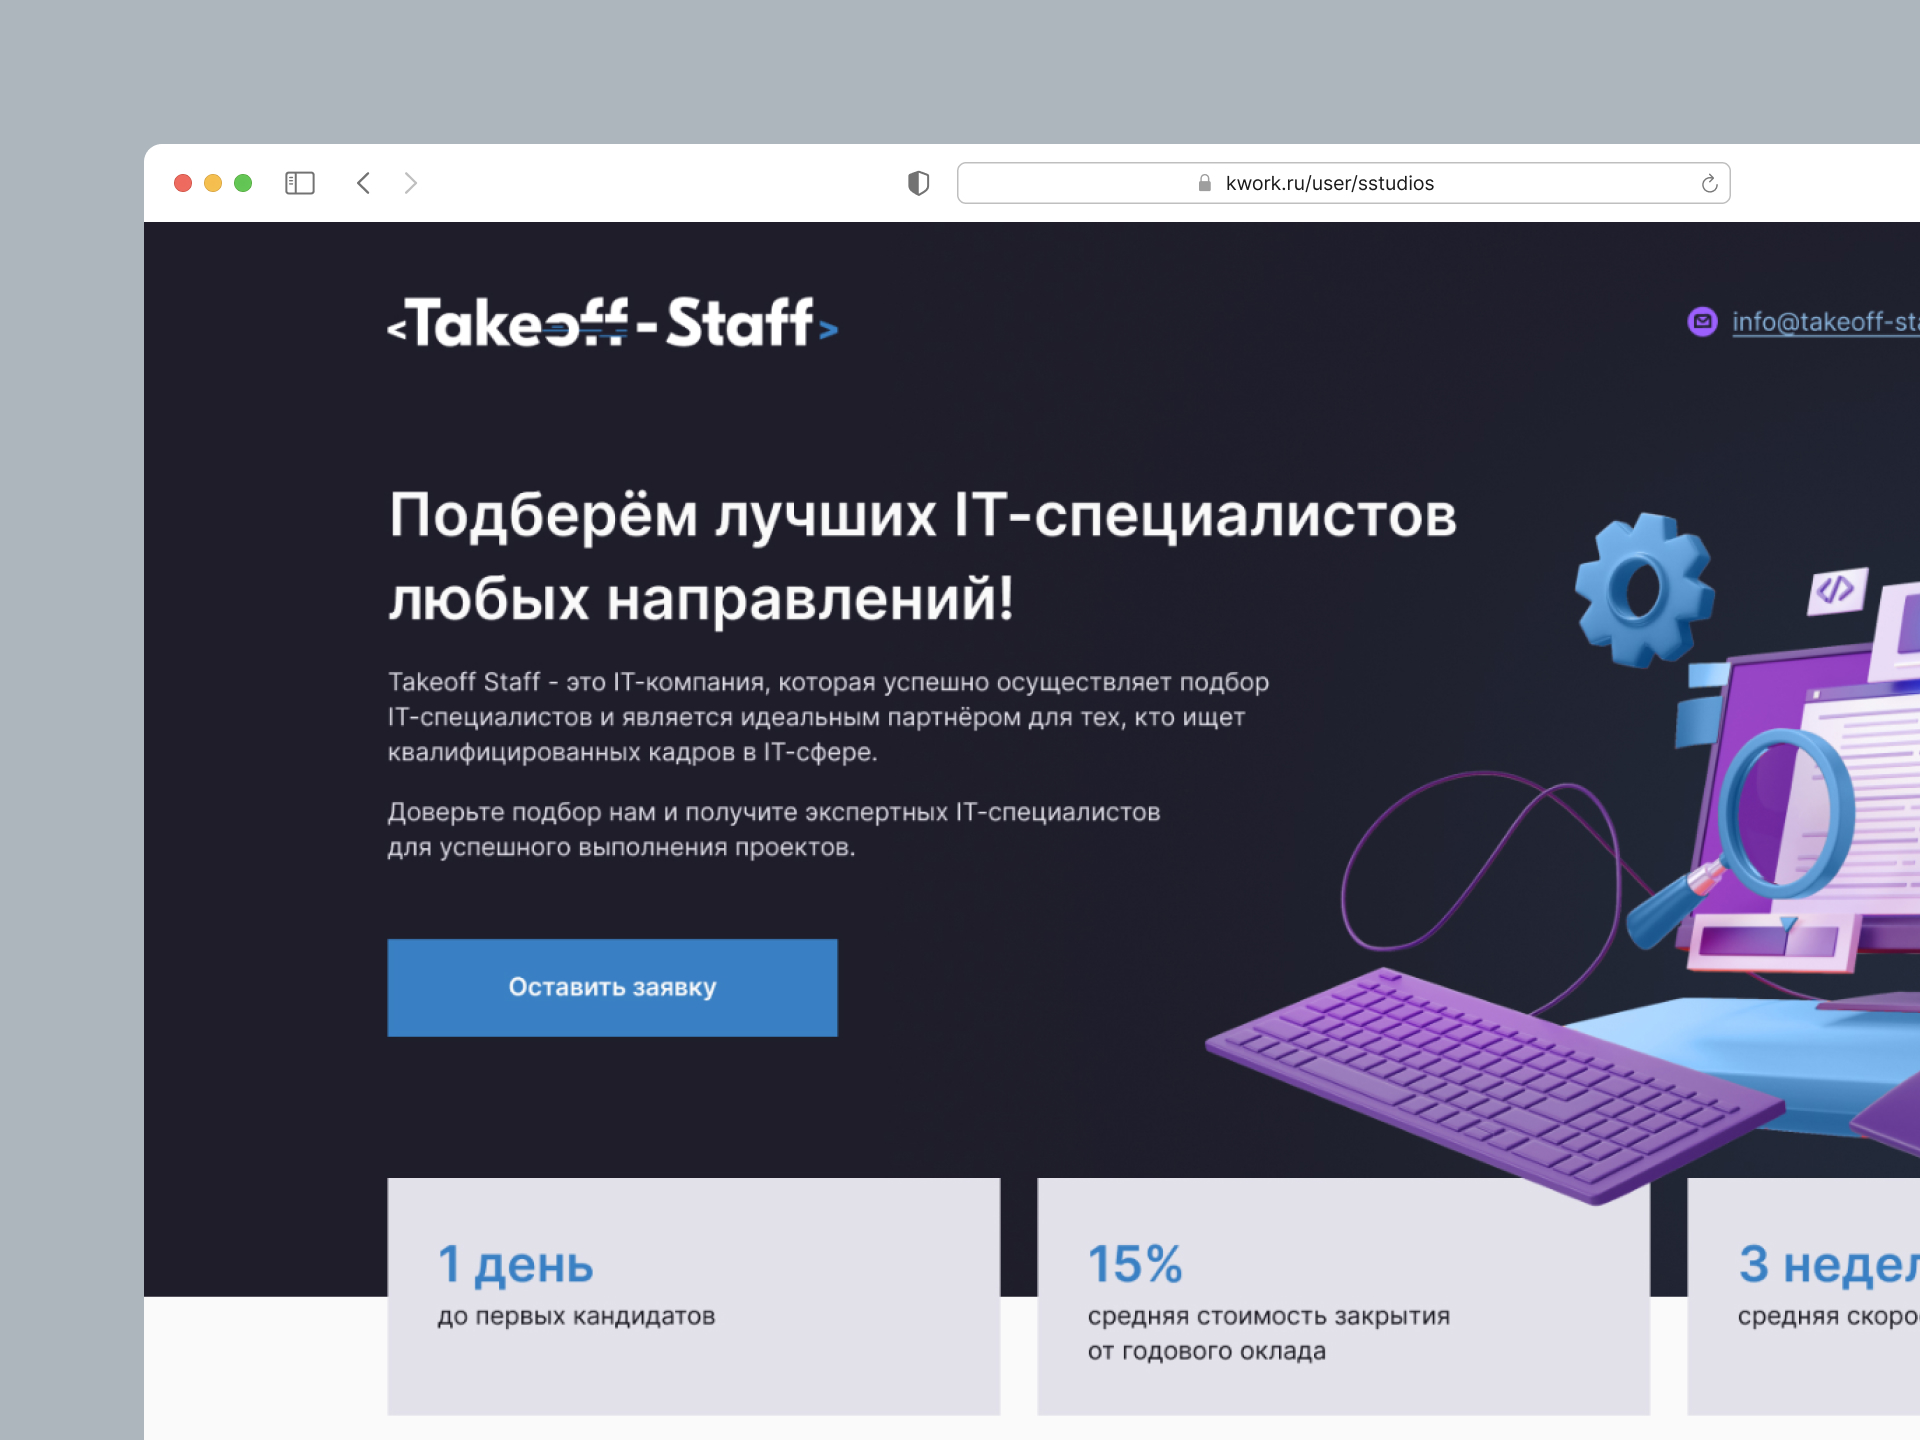 kwork.ru/user/sstudios
<Takeoff-Staff>
info@takeoff-sta
Подберём лучших IT-специалистов
любых направлений!
Takeoff Staff - это IT-компания, которая успешно осуществляет подбор
IT-специалистов и является идеальным партнёром для тех, кто ищет
квалифицированных кадров в IT-сфере.
Доверьте подбор нам и получите экспертных IT-специалистов
для успешного выполнения проектов.
Оставить заявку
</>
1 день
до первых кандидатов
15%
средняя стоимость закрытия
от годового оклада
3 недел
средняя скоро